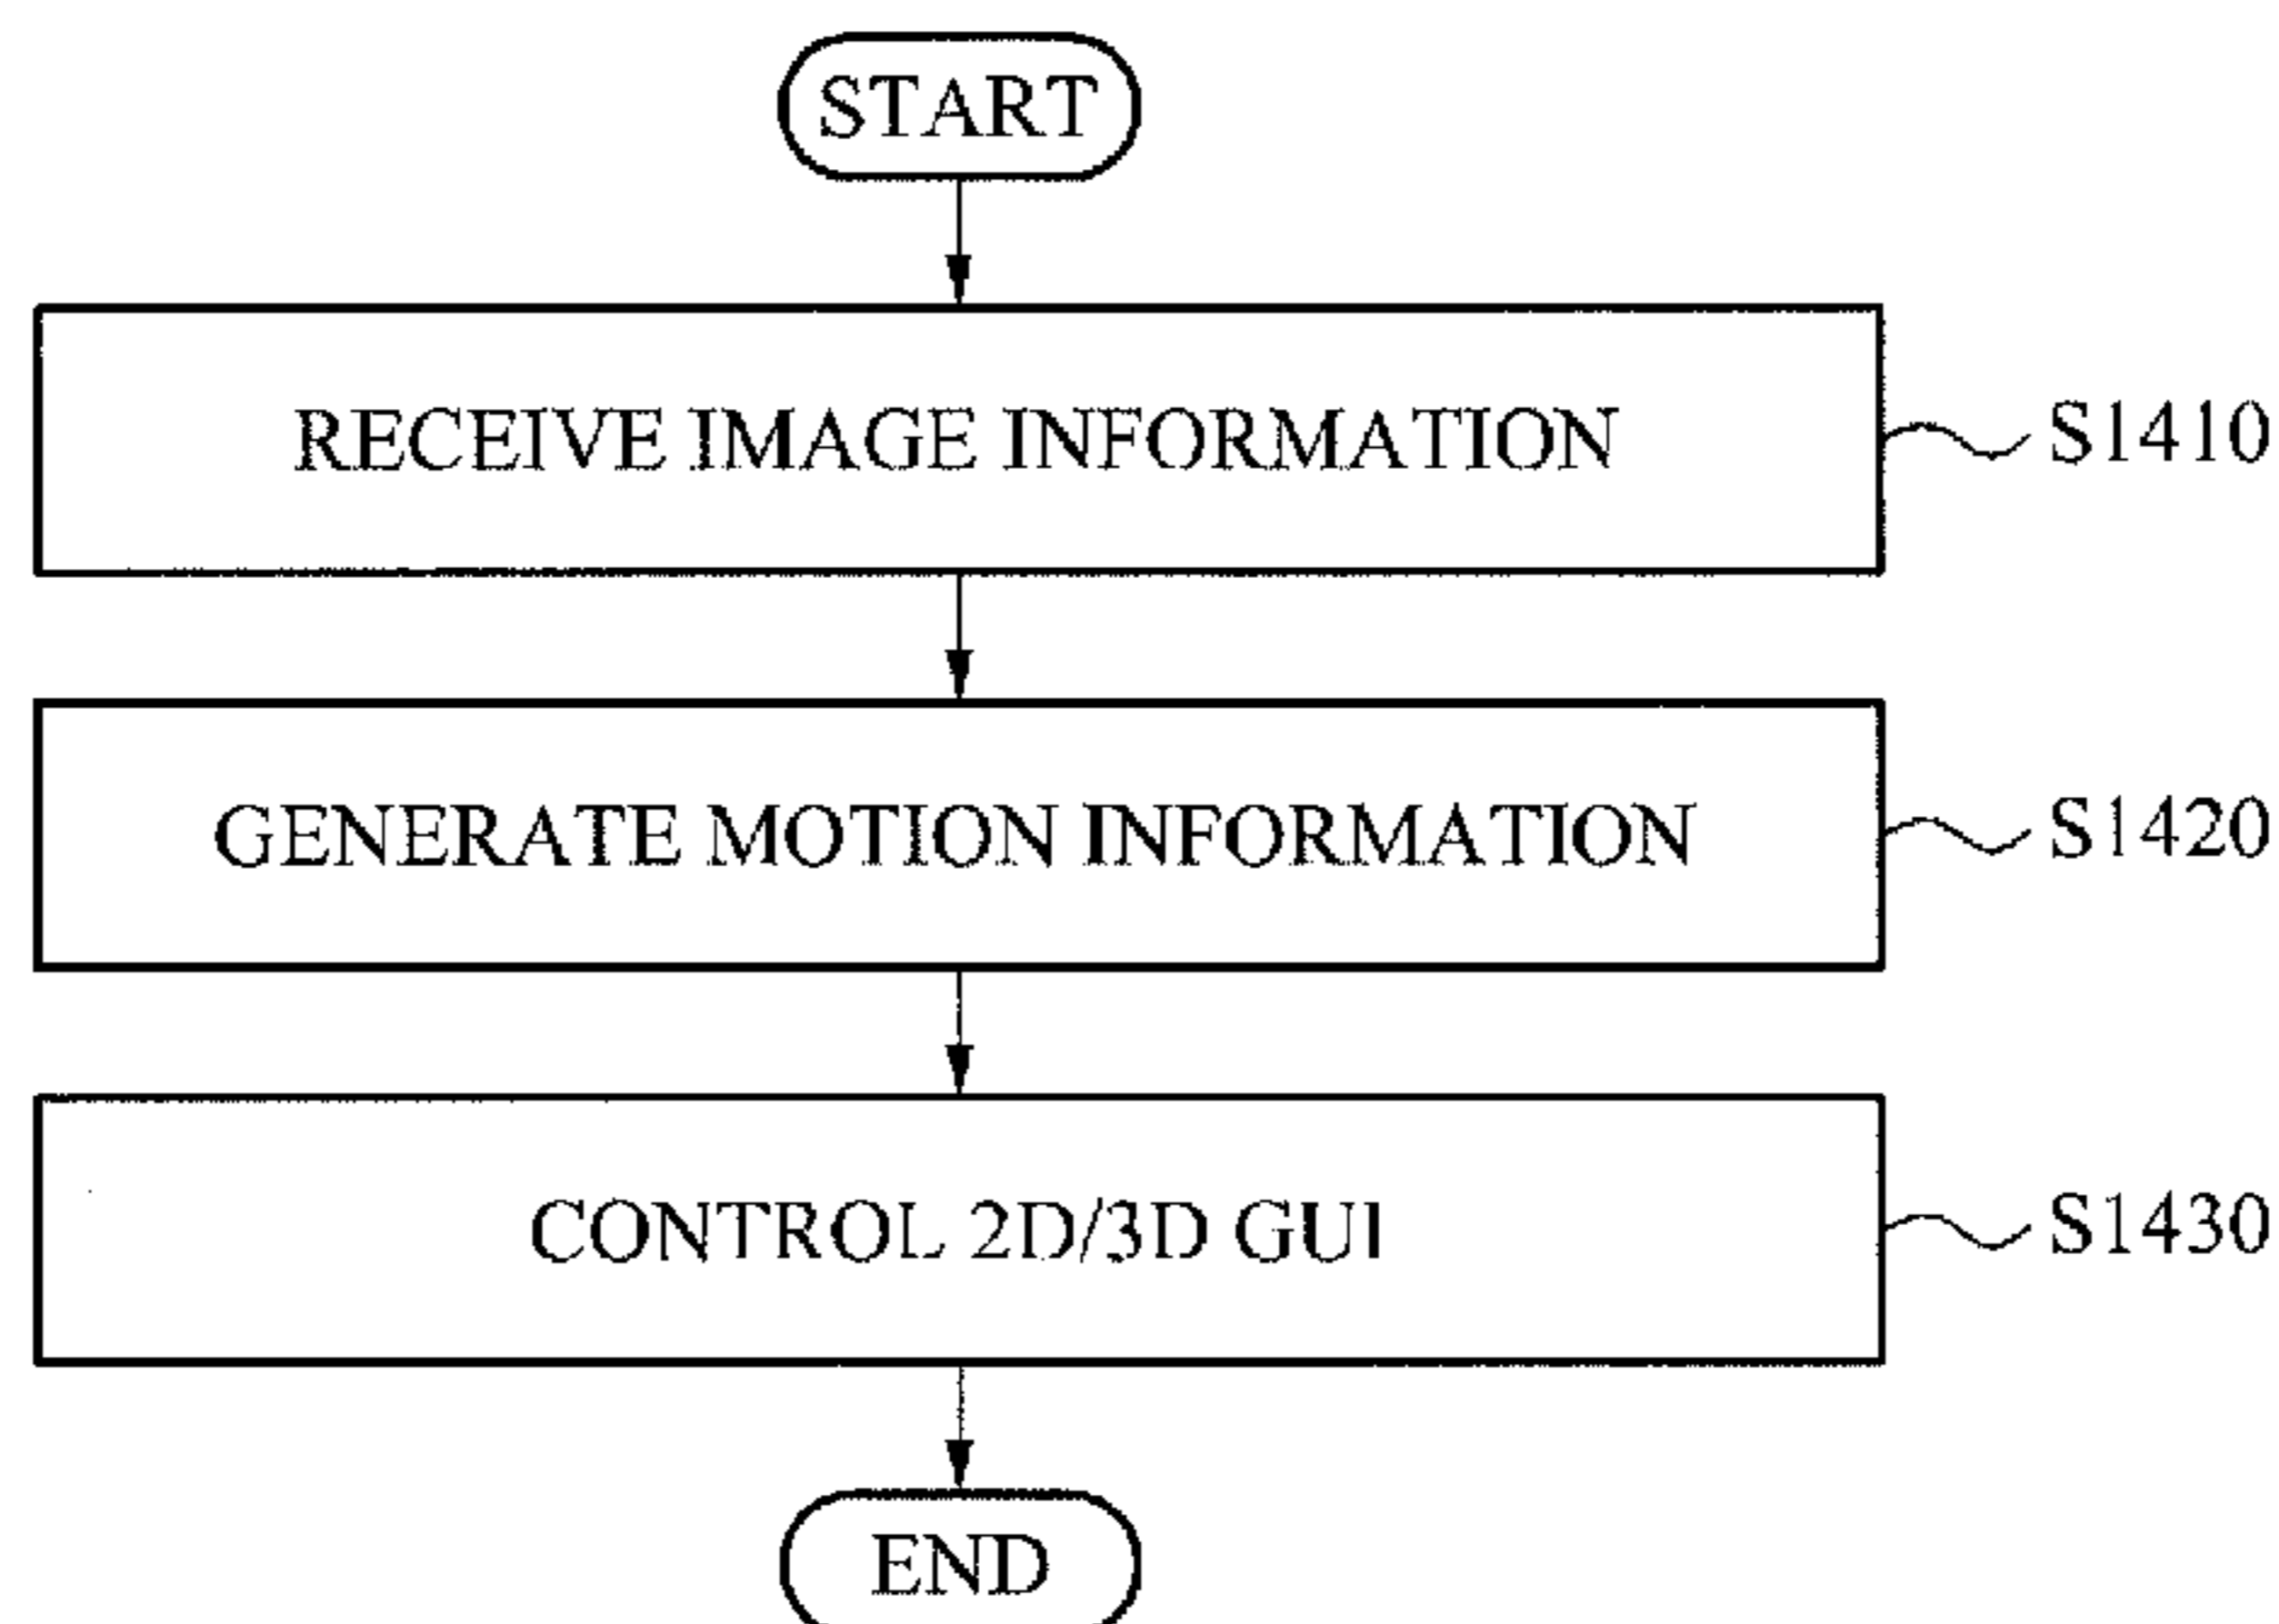 START
RECEIVE IMAGE INFORMATION
S1410
GENERATE MOTION INFORMATION
S1420
CONTROL 2D/3D GUI
S1430
END